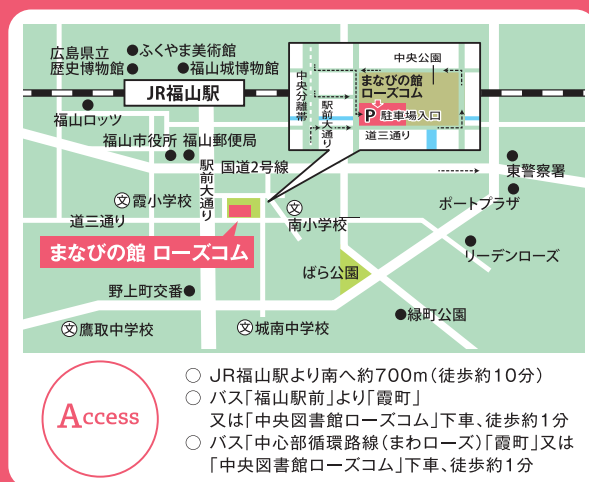 広島県立
歴史博物館
ふくやま美術館
福山城博物館
JR福山駅
福山ロッツ
福山市役所
福山郵便局
駅前大通り
国道2号線
中央公園
まなびの館
ローズコム
中央分離帯
駅前大通り
P 駐車場入口
道三通り
東警察署
ポートプラザ
文 霞小学校
文
南小学校
道三通り
まなびの館 ローズコム
リーデンローズ
ばら公園
野上町交番
緑町公園
文 鷹取中学校
文 城南中学校
Access
○ JR福山駅より南へ約700m(徒歩約10分)
○ バス「福山駅前」より「霞町」
又は「中央図書館ローズコム」下車、徒歩約1分
○ バス「中心部循環路線(まわローズ)「霞町」又は
「中央図書館ローズコム」下車、徒歩約1分